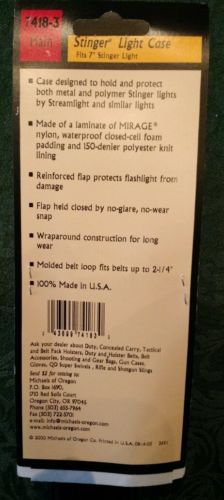 7418-3
Plain
Stinger® Light Case
Fits 7" Stinger Light
• Case designed to hold and protect
both metal and polymer Stinger lights
by Streamlight and similar lights
• Made of a laminate of MIRAGE®
nylon, waterproof closed-cell foam
padding and 150-denier polyester knit
lining
• Reinforced flap protects flashlight from
damage
• Flap held closed by no-glare, no-wear
snap
• Wraparound construction for long
wear
• Molded belt loop fits belts up to 2-1/4"
• 100% Made in U.S.A.
Ask your dealer about Duty, Concealed Carry, Tactical
and Belt Pack Holsters, Duty and Holster Belts, Belt
Accessories, Shooting and Gear Bags, Gun Cases,
Gloves, QD Super Swivels, Rifle and Shotgun Slings
Send $2 for catalog to:
Michaels of Oregon
P.O. Box 1690,
1710 Red Soils Court
Oregon City, OR 97045
Phone (503) 655-7964
Fax (503) 722-5701
email: michaels-oregon.com
www.michaels-oregon.com
© 2000 Michaels of Oregon Co. Printed in U.S.A.